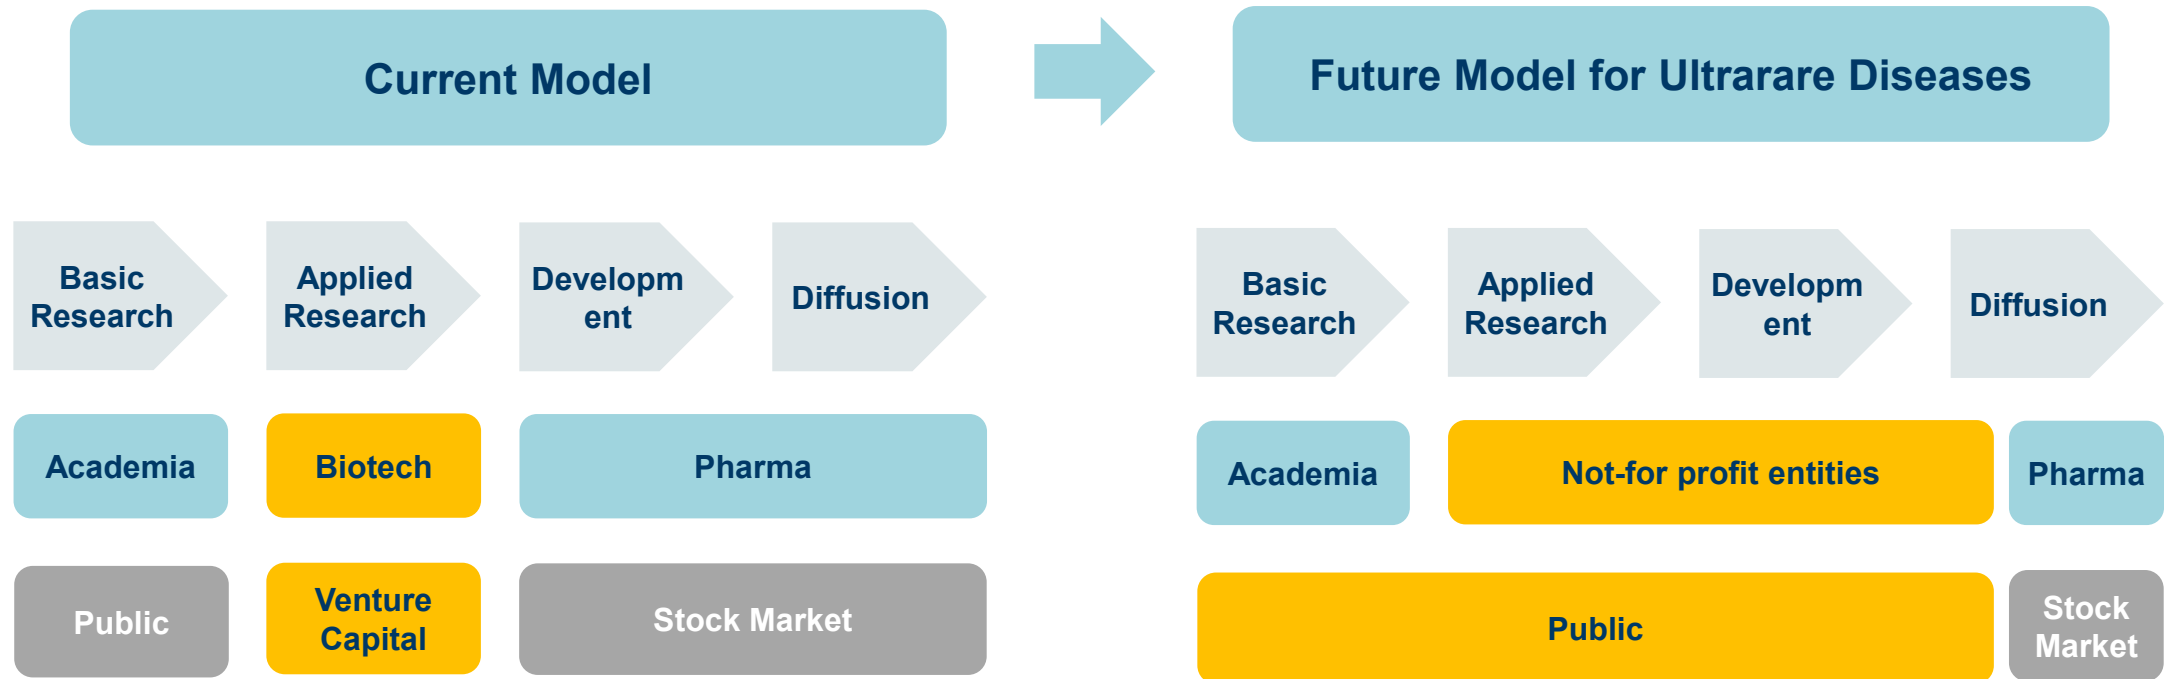 Current Model
Future Model for Ultrarare Diseases
Basic
Research
Applied
Research
Developm
ent
Diffusion
Basic
Research
Applied
Research
Developm
ent
Diffusion
Academia
Biotech
Pharma
Academia
Not-for profit entities
Pharma
Public
Venture
Capital
Stock Market
Public
Stock
Market